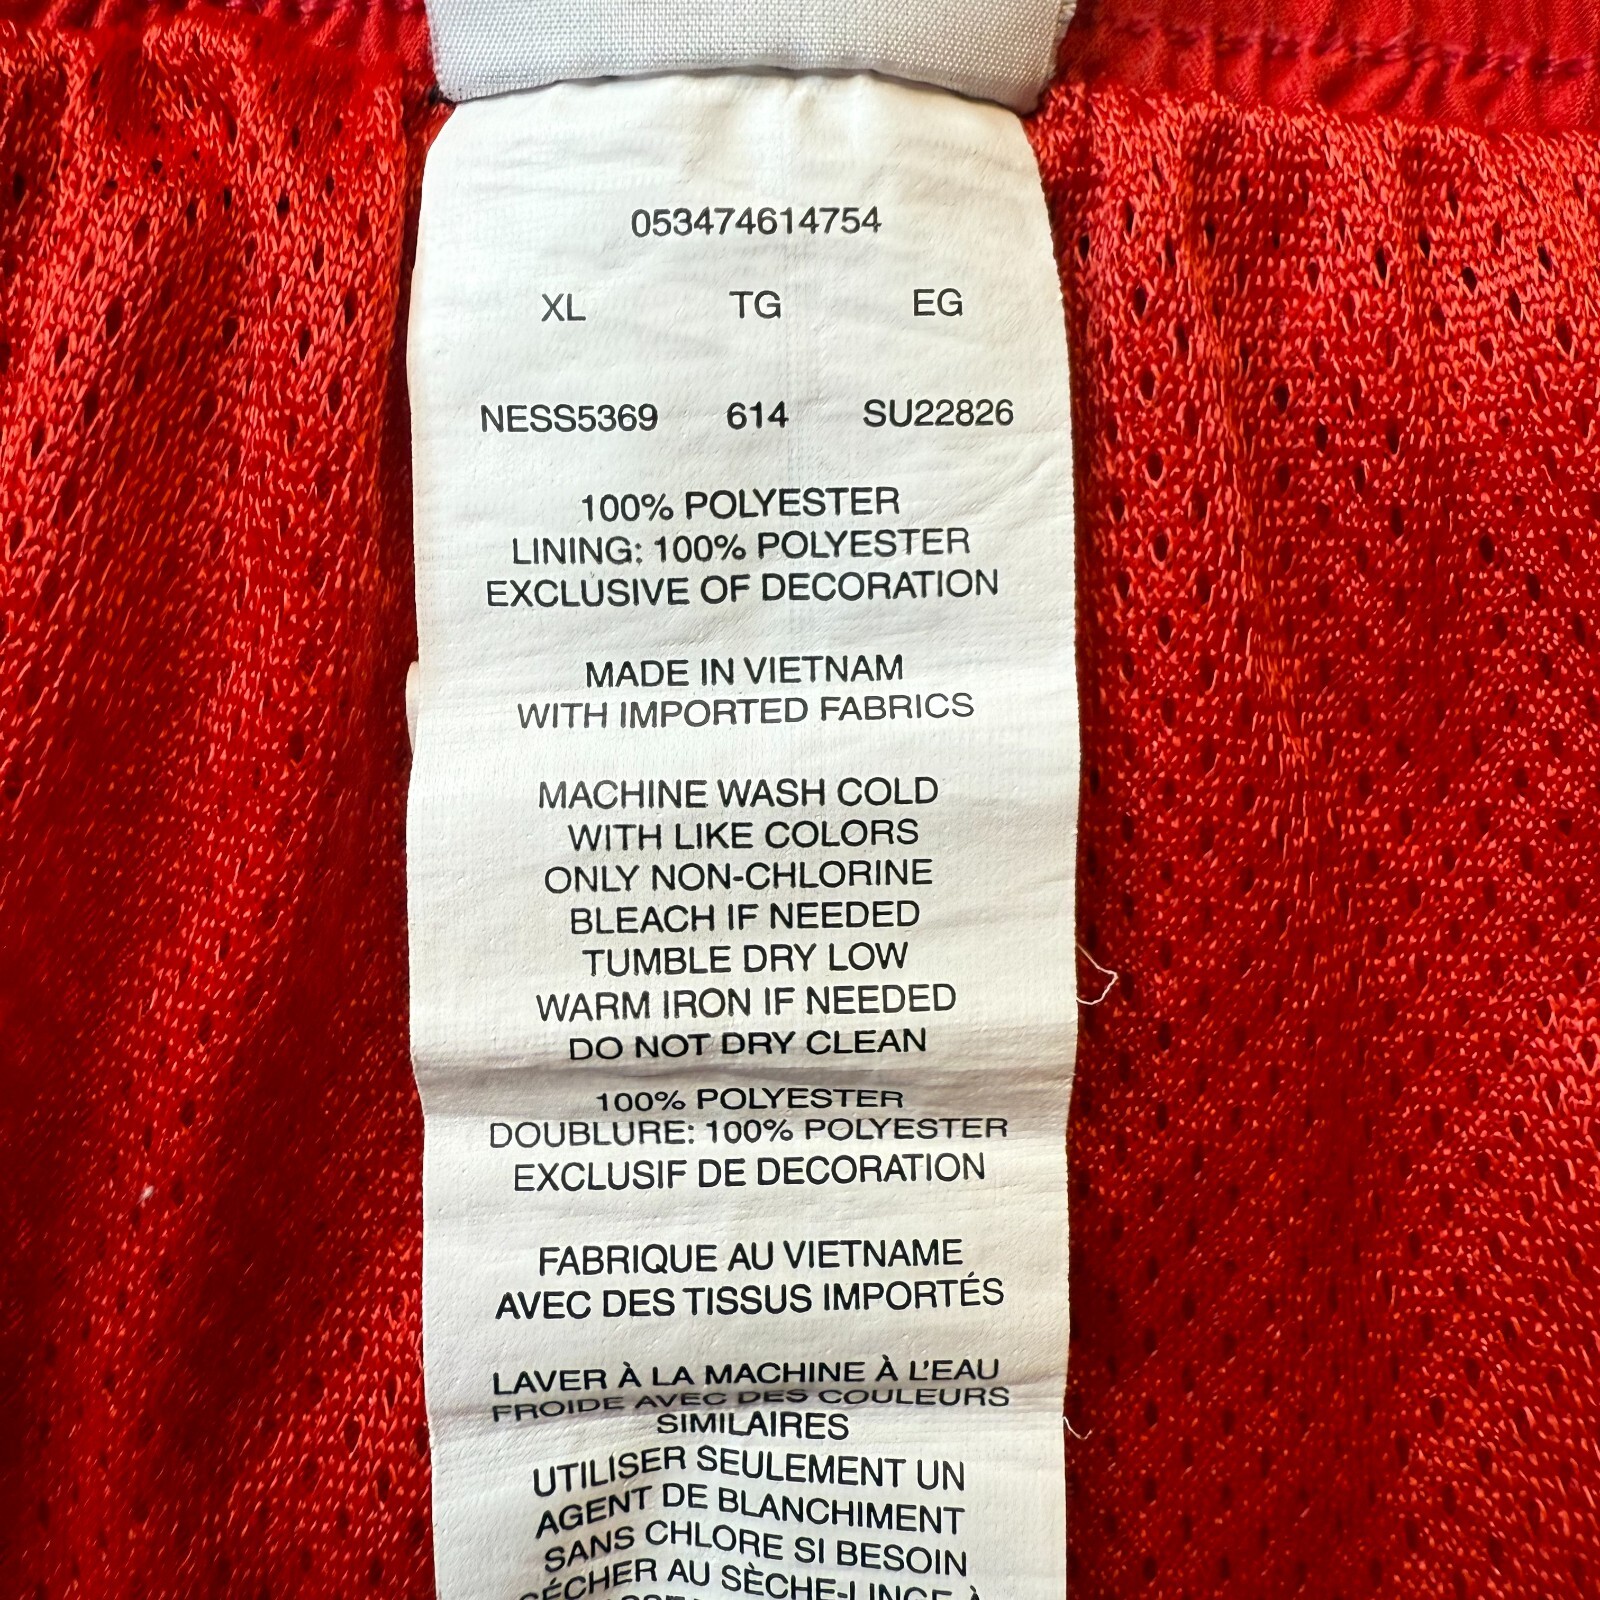 053474614754
XL TG EG
NESS5369 614 SU22826
100% POLYESTER
LINING: 100% POLYESTER
EXCLUSIVE OF DECORATION
MADE IN VIETNAM
WITH IMPORTED FABRICS
MACHINE WASH COLD
WITH LIKE COLORS
ONLY NON-CHLORINE
BLEACH IF NEEDED
TUMBLE DRY LOW
WARM IRON IF NEEDED
DO NOT DRY CLEAN
100% POLYESTER
DOUBLURE: 100% POLYESTER
EXCLUSIF DE DECORATION
FABRIQUE AU VIETNAME
AVEC DES TISSUS IMPORTÉS
LAVER À LA MACHINE À L'EAU
FROIDE AVEC DES COULEURS
SIMILAIRES
UTILISER SEULEMENT UN
AGENT DE BLANCHIMENT
SANS CHLORE SI BESOIN
SÉCHER AU SÈCHE-LINGE À